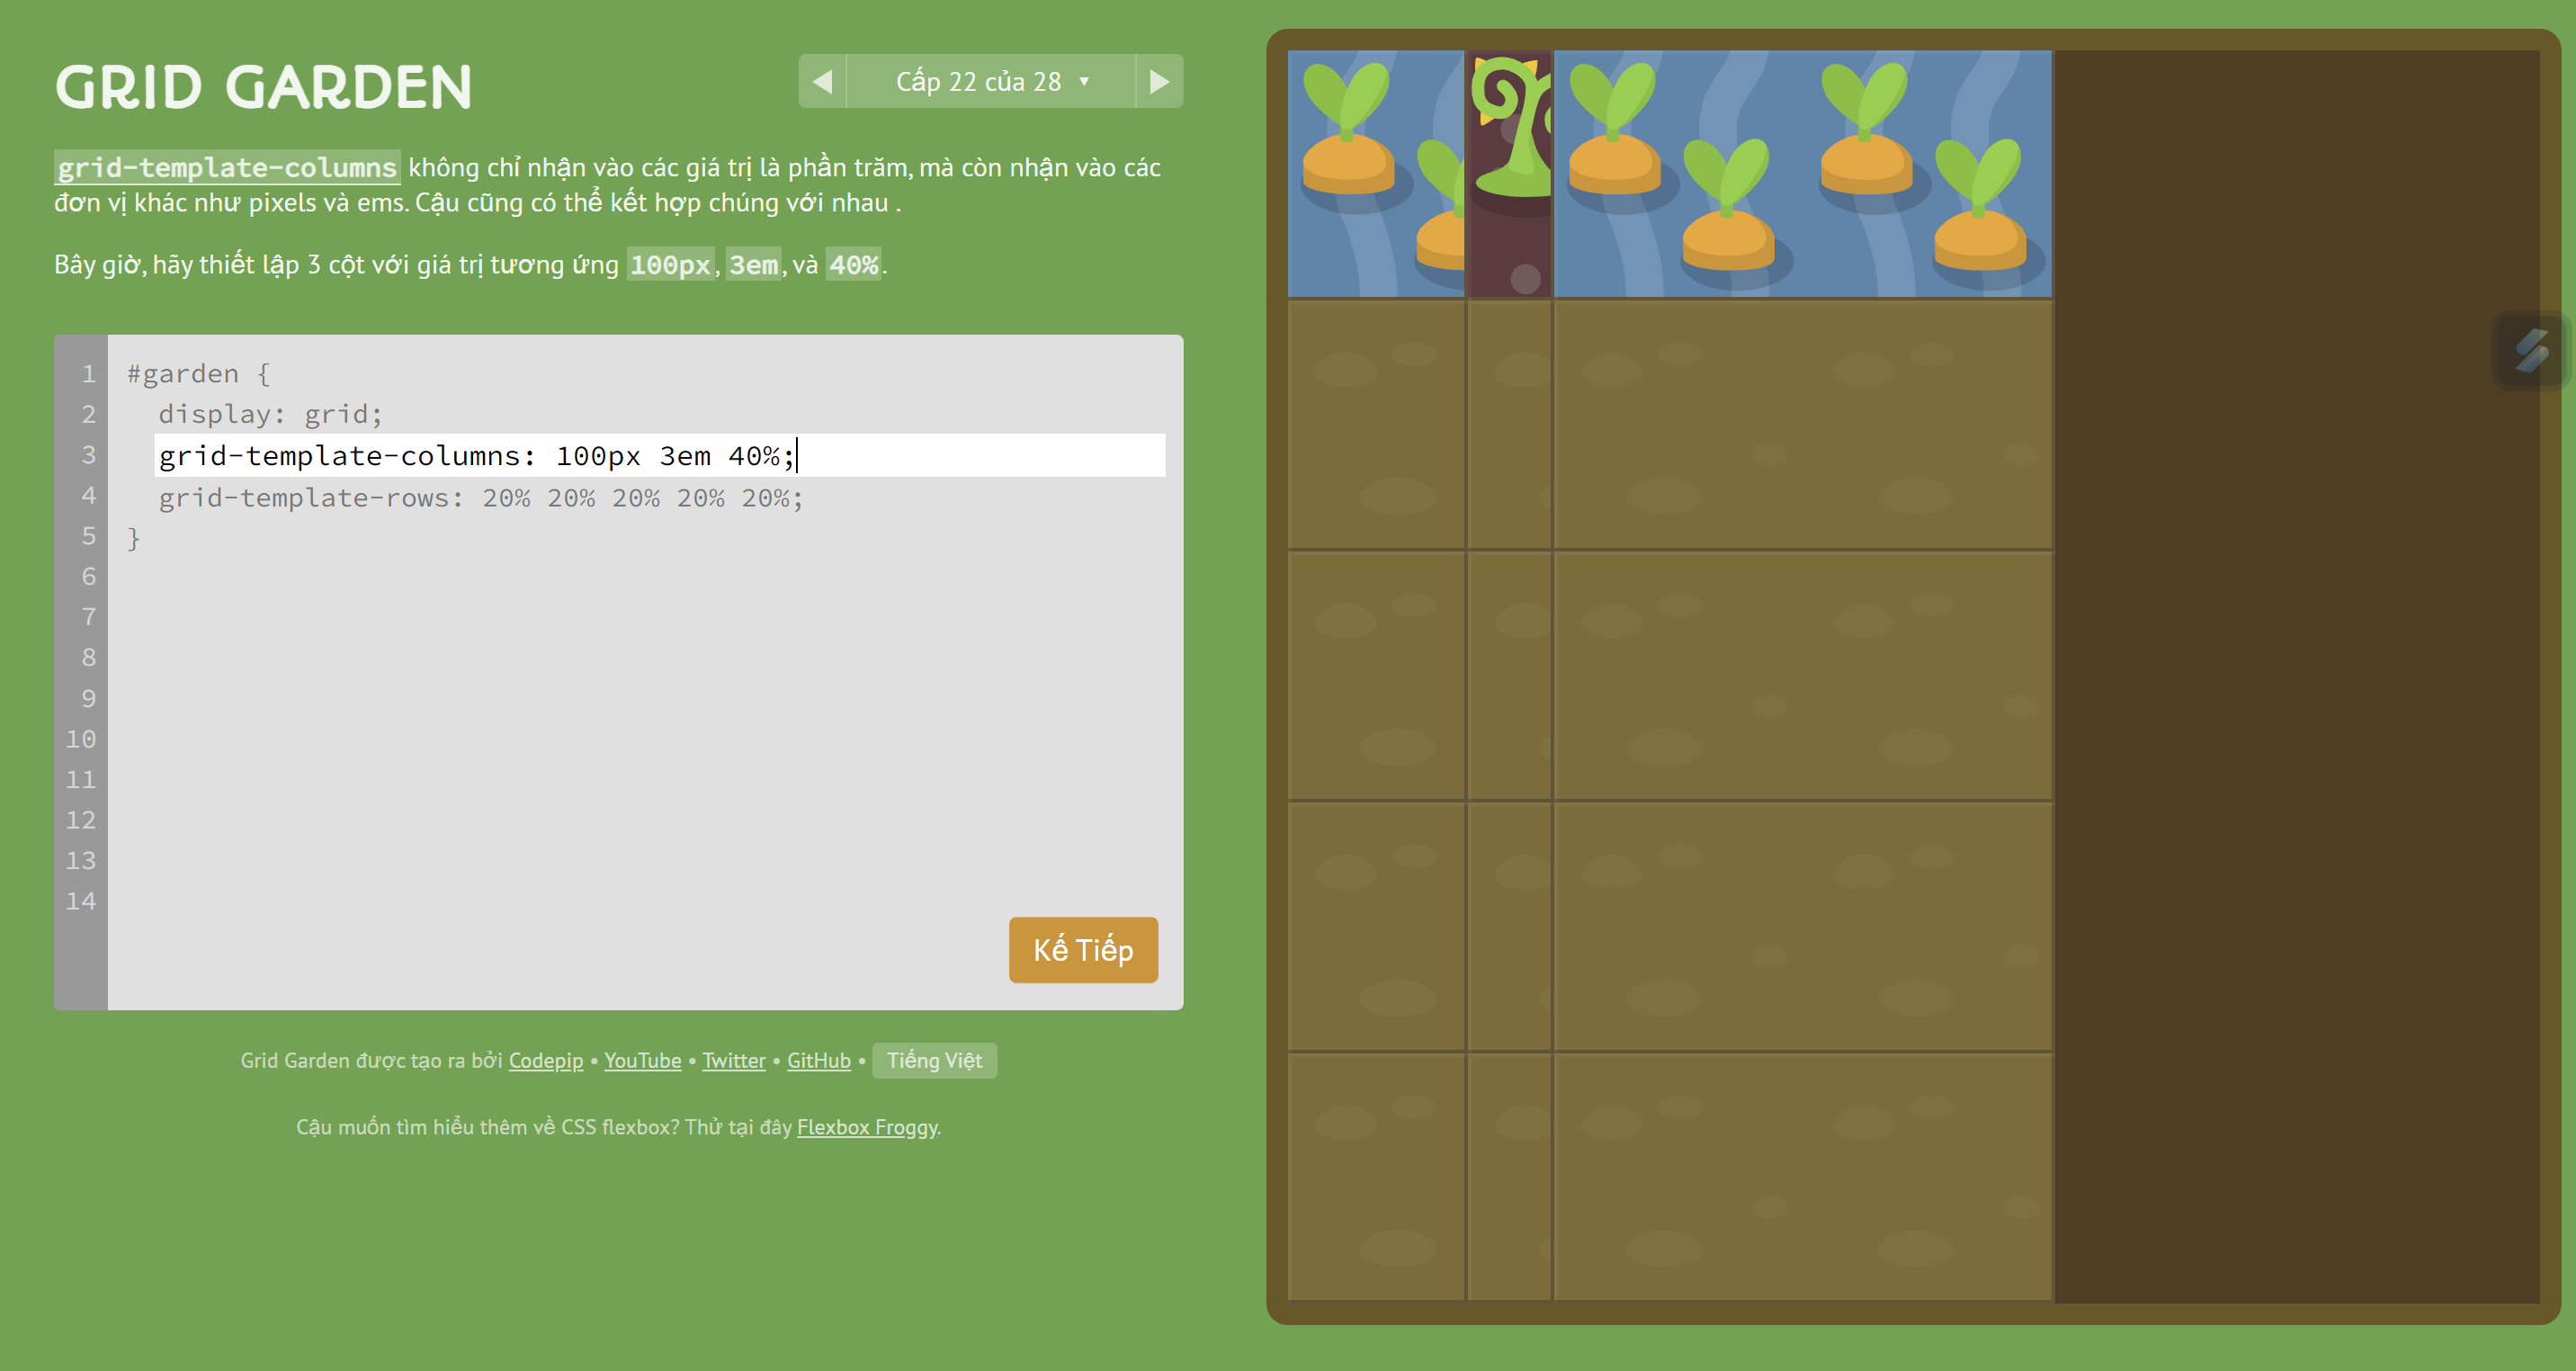 GRID GARDEN
Cấp 22 của 28 ▼
grid-template-columns không chỉ nhận vào các giá trị là phần trăm, mà còn nhận vào các
đơn vị khác như pixels và ems. Cậu cũng có thể kết hợp chúng với nhau .
Bây giờ, hãy thiết lập 3 cột với giá trị tương ứng 100px, 3em, và 40%.
1 #garden {
2 display: grid;
3 grid-template-columns: 100px 3em 40%;
4 grid-template-rows: 20% 20% 20% 20% 20%;
5 }
6
7
8
9
10
11
12
13
14
Kế Tiếp
Grid Garden được tạo ra bởi Codepip • YouTube • Twitter • GitHub • Tiếng Việt
Cậu muốn tìm hiểu thêm về CSS flexbox? Thử tại đây Flexbox Froggy.